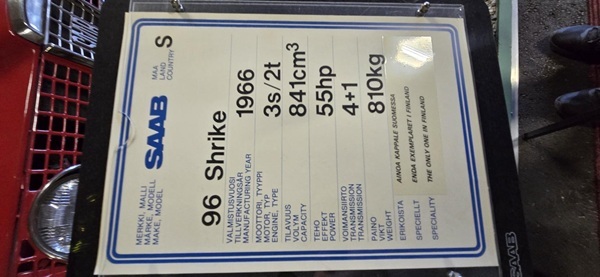 MERKKI, MALLI
MÄRKE, MODELL
MAKE, MODEL
SAAB
MAA
LAND
COUNTRY
S
96 Shrike
VALMISTUSVUOSI
TILLVERKNINGSÅR
MANUFACTURING YEAR
1966
MOOTTORI, TYYPPI
MOTOR, TYP
ENGINE, TYPE
3s/2t
TILAVUUS
VOLYM
CAPACITY
841cm³
TEHO
EFFEKT
POWER
55hp
VOIMANSIIRTO
TRANSMISSION
TRANSMISSION
4+1
PAINO
VIKT
WEIGHT
810kg
ERIKOISTA
AINOA KAPPALE SUOMESSA
SPECIELLT
ENDA EXEMPLARET I FINLAND
SPECIALITY
THE ONLY ONE IN FINLAND
SAAB